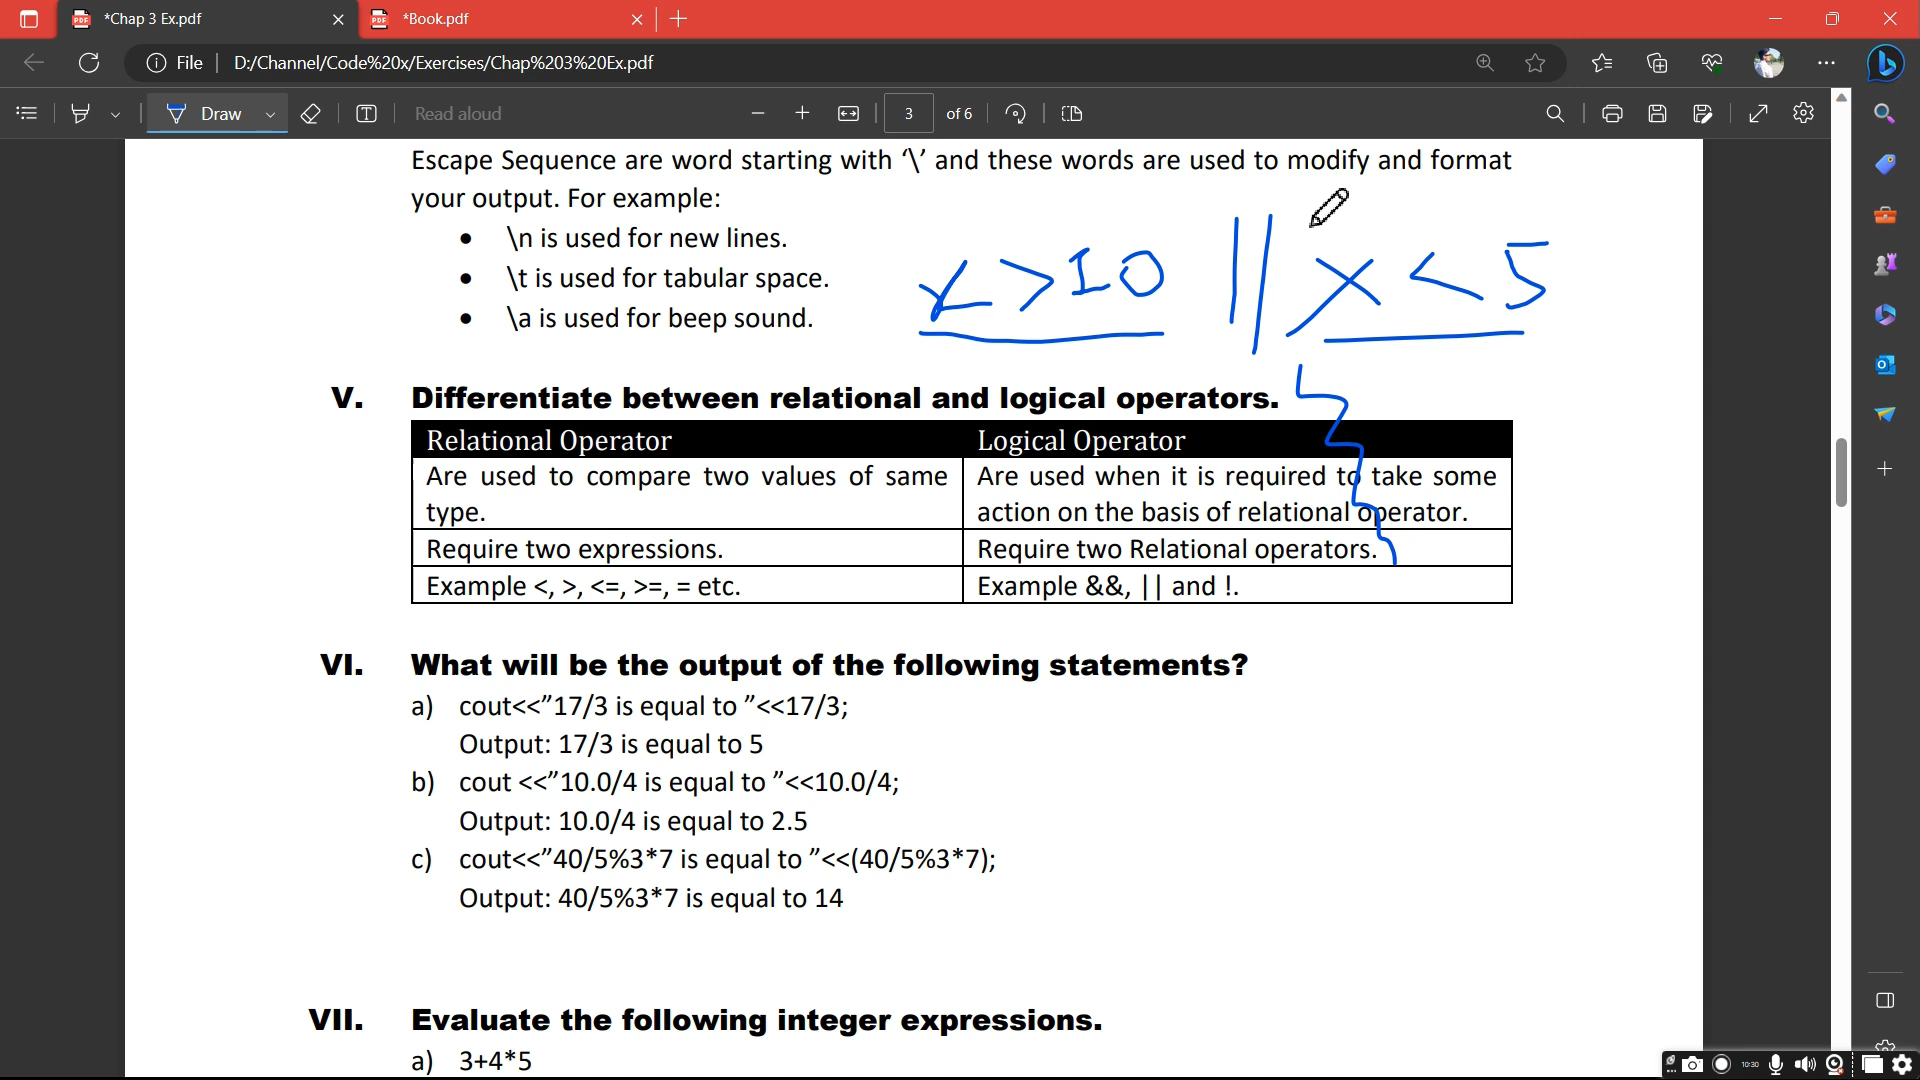 *Chap 3 Ex.pdf
*Book.pdf
File
D:/Channel/Code%20x/Exercises/Chap%203%20Ex.pdf
Draw
Read aloud
3 of 6
Escape Sequence are word starting with ‘\’ and these words are used to modify and format
your output. For example:
• \n is used for new lines.
• \t is used for tabular space.
• \a is used for beep sound.
x >10 || x < 5
V. Differentiate between relational and logical operators.
Relational Operator
Logical Operator
Are used to compare two values of same
type.
Are used when it is required to take some
action on the basis of relational operator.
Require two expressions.
Require two Relational operators.
Example <, >, <=, >=, = etc.
Example &&, || and !.
VI. What will be the output of the following statements?
a) cout<<”17/3 is equal to ”<<17/3;
Output: 17/3 is equal to 5
b) cout <<”10.0/4 is equal to ”<<10.0/4;
Output: 10.0/4 is equal to 2.5
c) cout<<”40/5%3*7 is equal to ”<<(40/5%3*7);
Output: 40/5%3*7 is equal to 14
VII. Evaluate the following integer expressions.
a) 3+4*5
10:30